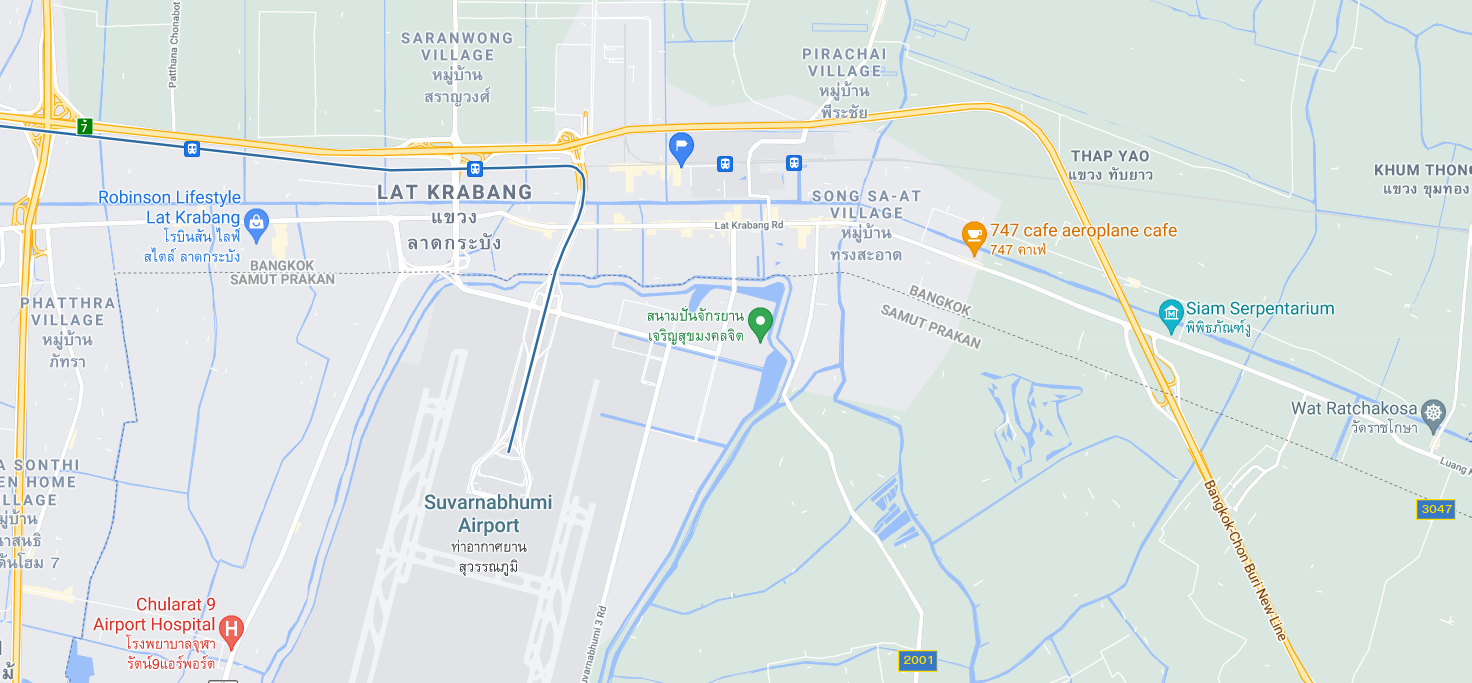 Patthana Chonabot
SARANWONG
VILLAGE
หมู่บ้าน
สราญวงศ์
PIRACHAI
VILLAGE
หมู่บ้าน
พีระชัย
7
THAP YAO
แขวง ทับยาว
KHUM THONG
แขวง ขุมทอง
LAT KRABANG
แขวง
ลาดกระบัง
Robinson Lifestyle
Lat Krabang
โรบินสัน ไลฟ์
สไตล์ ลาดกระบัง
SONG SA-AT
VILLAGE
หมู่บ้าน
ทรงสะอาด
Lat Krabang Rd
747 cafe aeroplane cafe
747 คาเฟ่
BANGKOK
SAMUT PRAKAN
BANGKOK
SAMUT PRAKAN
PHATTHRA
VILLAGE
หมู่บ้าน
ภัทรา
สนามปั่นจักรยาน
เจริญสุขมงคลจิต
Siam Serpentarium
พิพิธภัณฑ์งู
Wat Ratchakosa
วัดราชโกษา
Luang
A SONTHI
EN HOME
VILLAGE
หมู่บ้าน
ดันโฮม 7
Suvarnabhumi
Airport
ท่าอากาศยาน
สุวรรณภูมิ
Bangkok-Chon Buri New Line
3047
Chularat 9
Airport Hospital
H
โรงพยาบาลจุฬา
รัตน์9แอร์พอร์ต
uvarnabhumi 3 Rd
2001